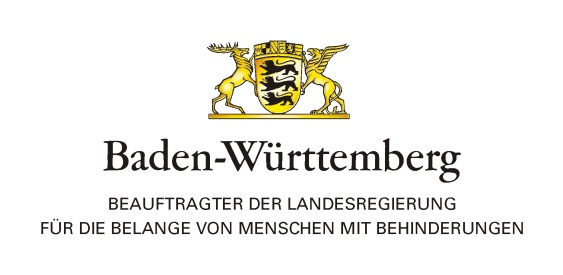 Baden-Württemberg
BEAUFTRAGTER DER LANDESREGIERUNG
FÜR DIE BELANGE VON MENSCHEN MIT BEHINDERUNGEN